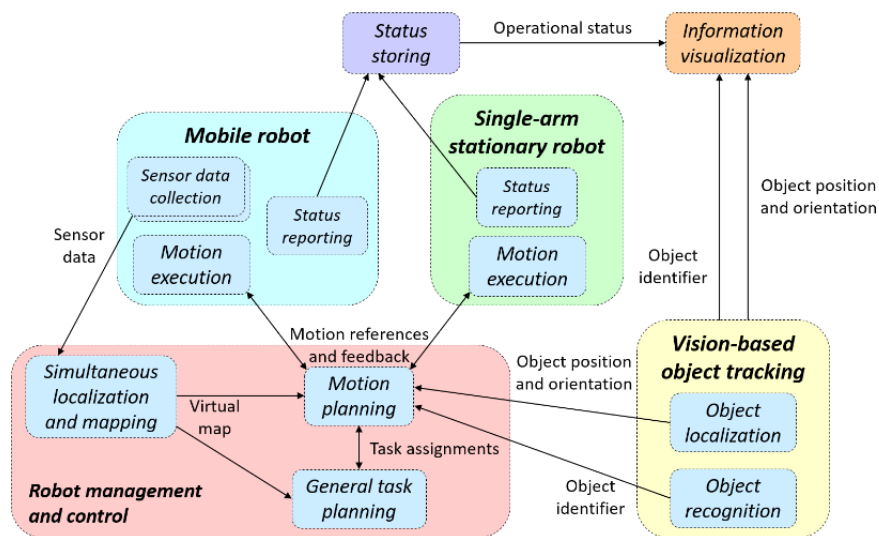 Status
storing
Operational status
Information
visualization
Mobile robot
Sensor data
collection
Status
reporting
Motion
execution
Single-arm
stationary robot
Status
reporting
Motion
execution
Object position
and orientation
Object
identifier
Sensor
data
Motion references
and feedback
Simultaneous
localization
and mapping
Virtual
map
Motion
planning
Task assignments
General task
planning
Robot management
and control
Object position
and orientation
Object
identifier
Vision-based
object tracking
Object
localization
Object
recognition